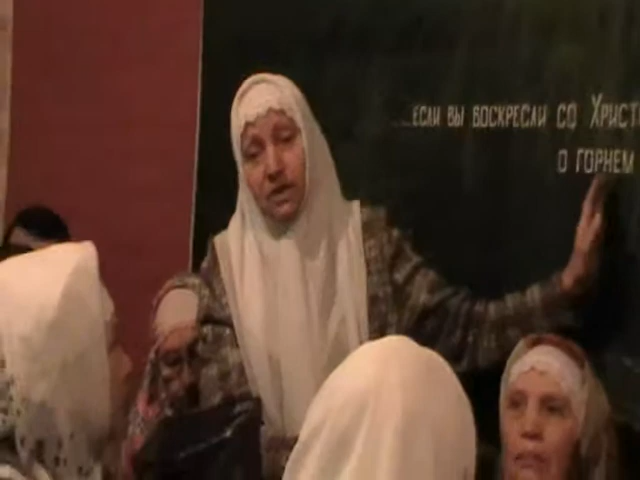 ...если вы воскресли со Христ
о горнем